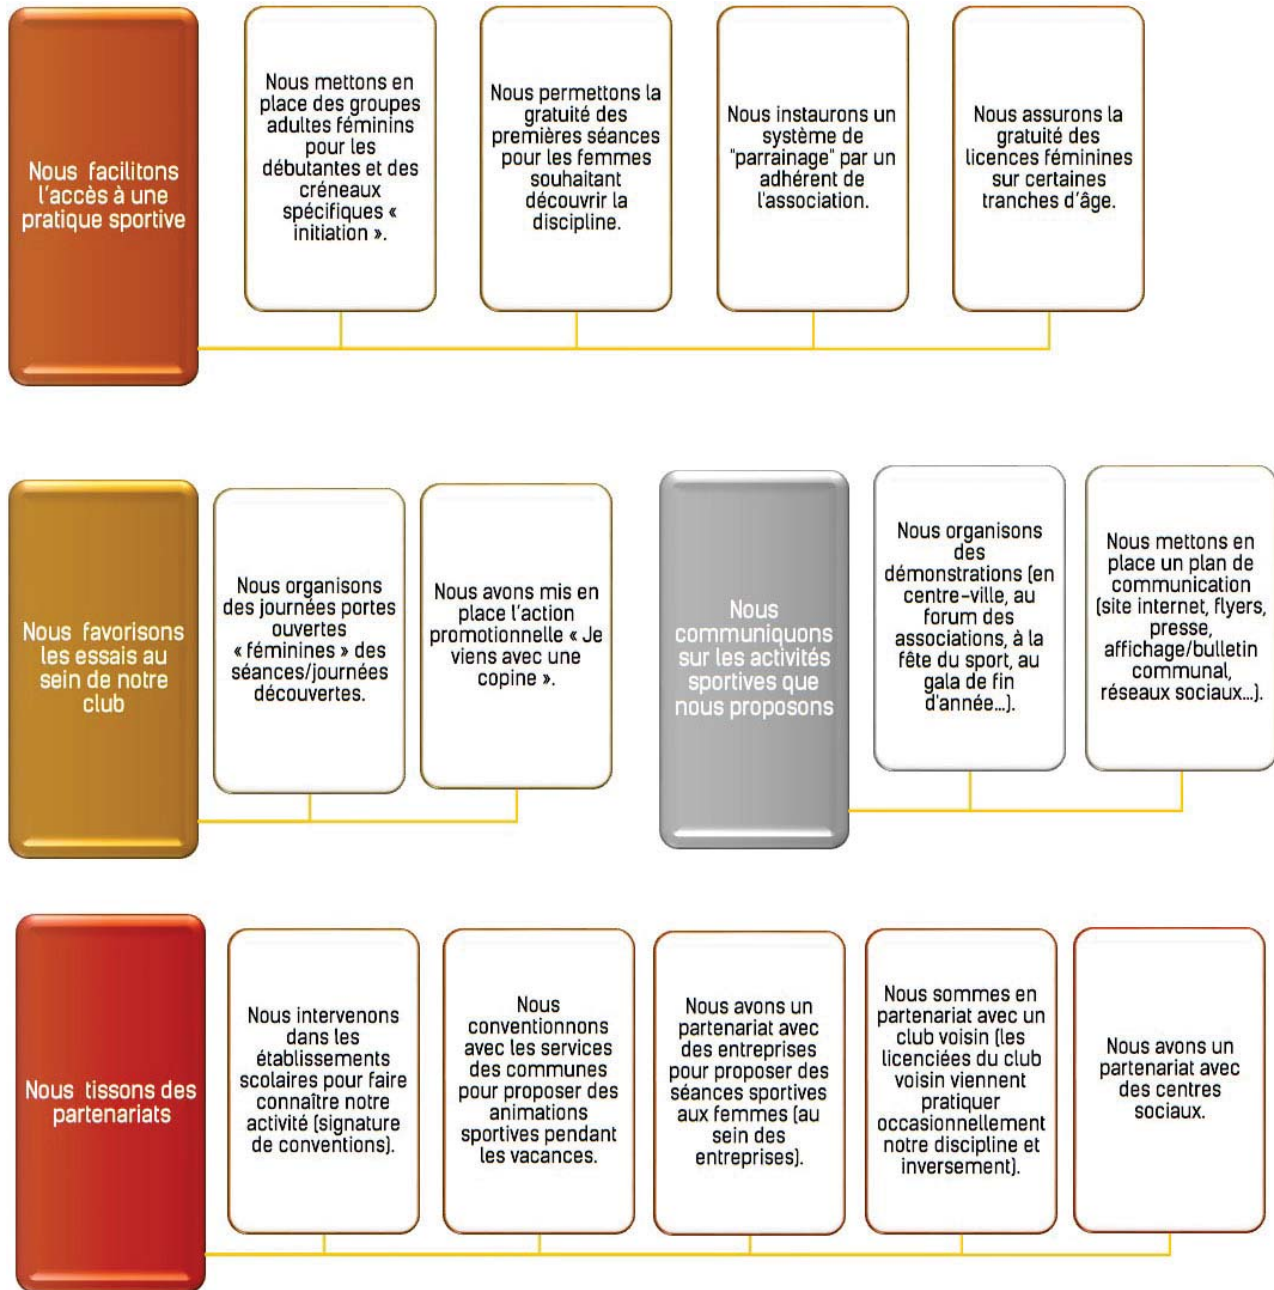 Nous facilitons
l'accès à une
pratique sportive
Nous mettons en
place des groupes
adultes féminins
pour les
débutantes et des
créneaux
spécifiques «
initiation ».
Nous permettons la
gratuité des
premières séances
pour les femmes
souhaitant
découvrir la
discipline.
Nous instaurons un
système de
"parrainage" par un
adhérent de
l'association.
Nous assurons la
gratuité des
licences féminines
sur certaines
tranches d'âge.
Nous favorisons
les essais au
sein de notre
club
Nous organisons
des journées portes
ouvertes
« féminines » des
séances/journées
découvertes.
Nous avons mis en
place l'action
promotionnelle « Je
viens avec une
copine ».
Nous
communiquons
sur les activités
sportives que
nous proposons
Nous organisons
des
démonstrations (en
centre-ville, au
forum des
associations, à la
fête du sport, au
gala de fin
d'année...).
Nous mettons en
place un plan de
communication
(site internet, flyers,
presse,
affichage/bulletin
communal,
réseaux sociaux...).
Nous tissons des
partenariats
Nous intervenons
dans les
établissements
scolaires pour faire
connaître notre
activité (signature
de conventions).
Nous
conventionnons
avec les services
des communes
pour proposer des
animations
sportives pendant
les vacances.
Nous avons un
partenariat avec
des entreprises
pour proposer des
séances sportives
aux femmes (au
sein des
entreprises).
Nous sommes en
partenariat avec un
club voisin (les
licenciées du club
voisin viennent
pratiquer
occasionnellement
notre discipline et
inversement).
Nous avons un
partenariat avec
des centres
sociaux.